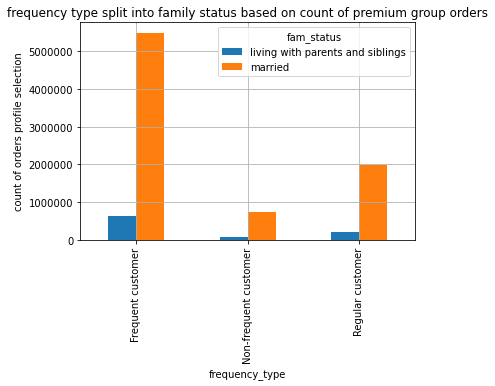 frequency type split into family status based on count of premium group orders
fam_status
living with parents and siblings
married
count of orders profile selection
5000000
4000000
3000000
2000000
1000000
0
Frequent customer
Non-frequent customer
Regular customer
frequency_type